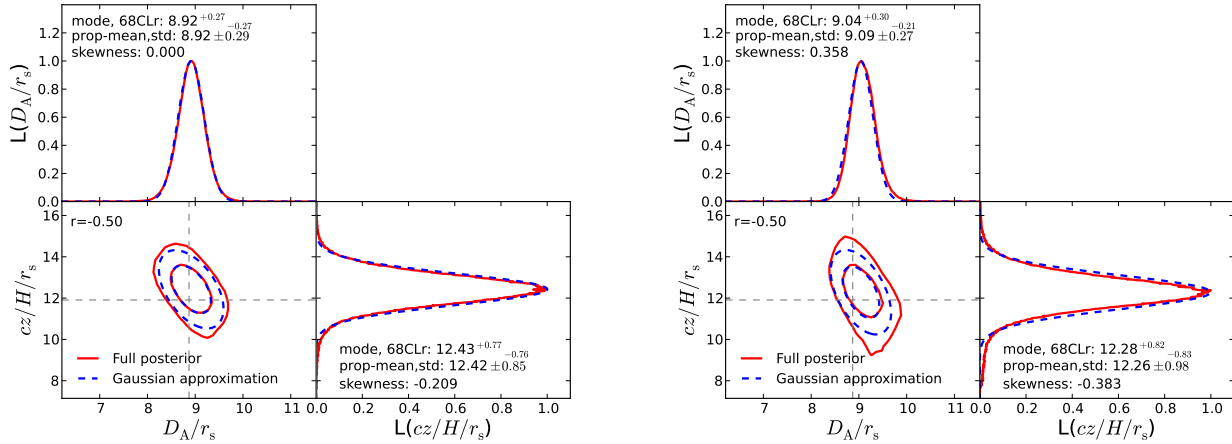 mode, 68CLr: 8.92 +0.27 −0.27
prop-mean,std: 8.92 ±0.29
skewness: 0.000
1.2
1.0
0.8
0.6
0.4
0.2
0.0
L(D_A/r_s)
r=-0.50
16
14
12
10
8
cz/H/r_s
Full posterior
Gaussian approximation
7 8 9 10 11
D_A/r_s
mode, 68CLr: 12.43 +0.77 −0.76
prop-mean,std: 12.42 ±0.85
skewness: -0.209
0.0 0.2 0.4 0.6 0.8 1.0
L(cz/H/r_s)
mode, 68CLr: 9.04 +0.30 −0.21
prop-mean,std: 9.09 ±0.27
skewness: 0.358
1.2
1.0
0.8
0.6
0.4
0.2
0.0
L(D_A/r_s)
r=-0.50
16
14
12
10
8
cz/H/r_s
Full posterior
Gaussian approximation
7 8 9 10 11
D_A/r_s
mode, 68CLr: 12.28 +0.82 −0.83
prop-mean,std: 12.26 ±0.98
skewness: -0.383
0.0 0.2 0.4 0.6 0.8 1.0
L(cz/H/r_s)